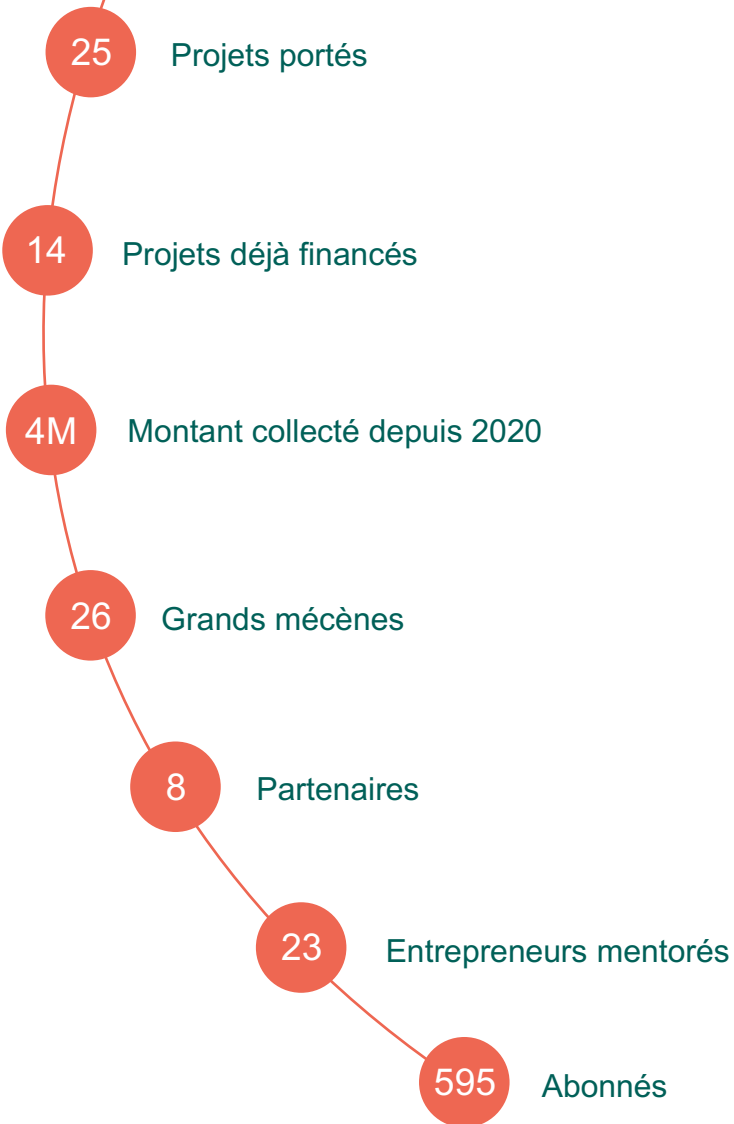 25 Projets portés
14 Projets déjà financés
4M Montant collecté depuis 2020
26 Grands mécènes
8 Partenaires
23 Entrepreneurs mentorés
595 Abonnés